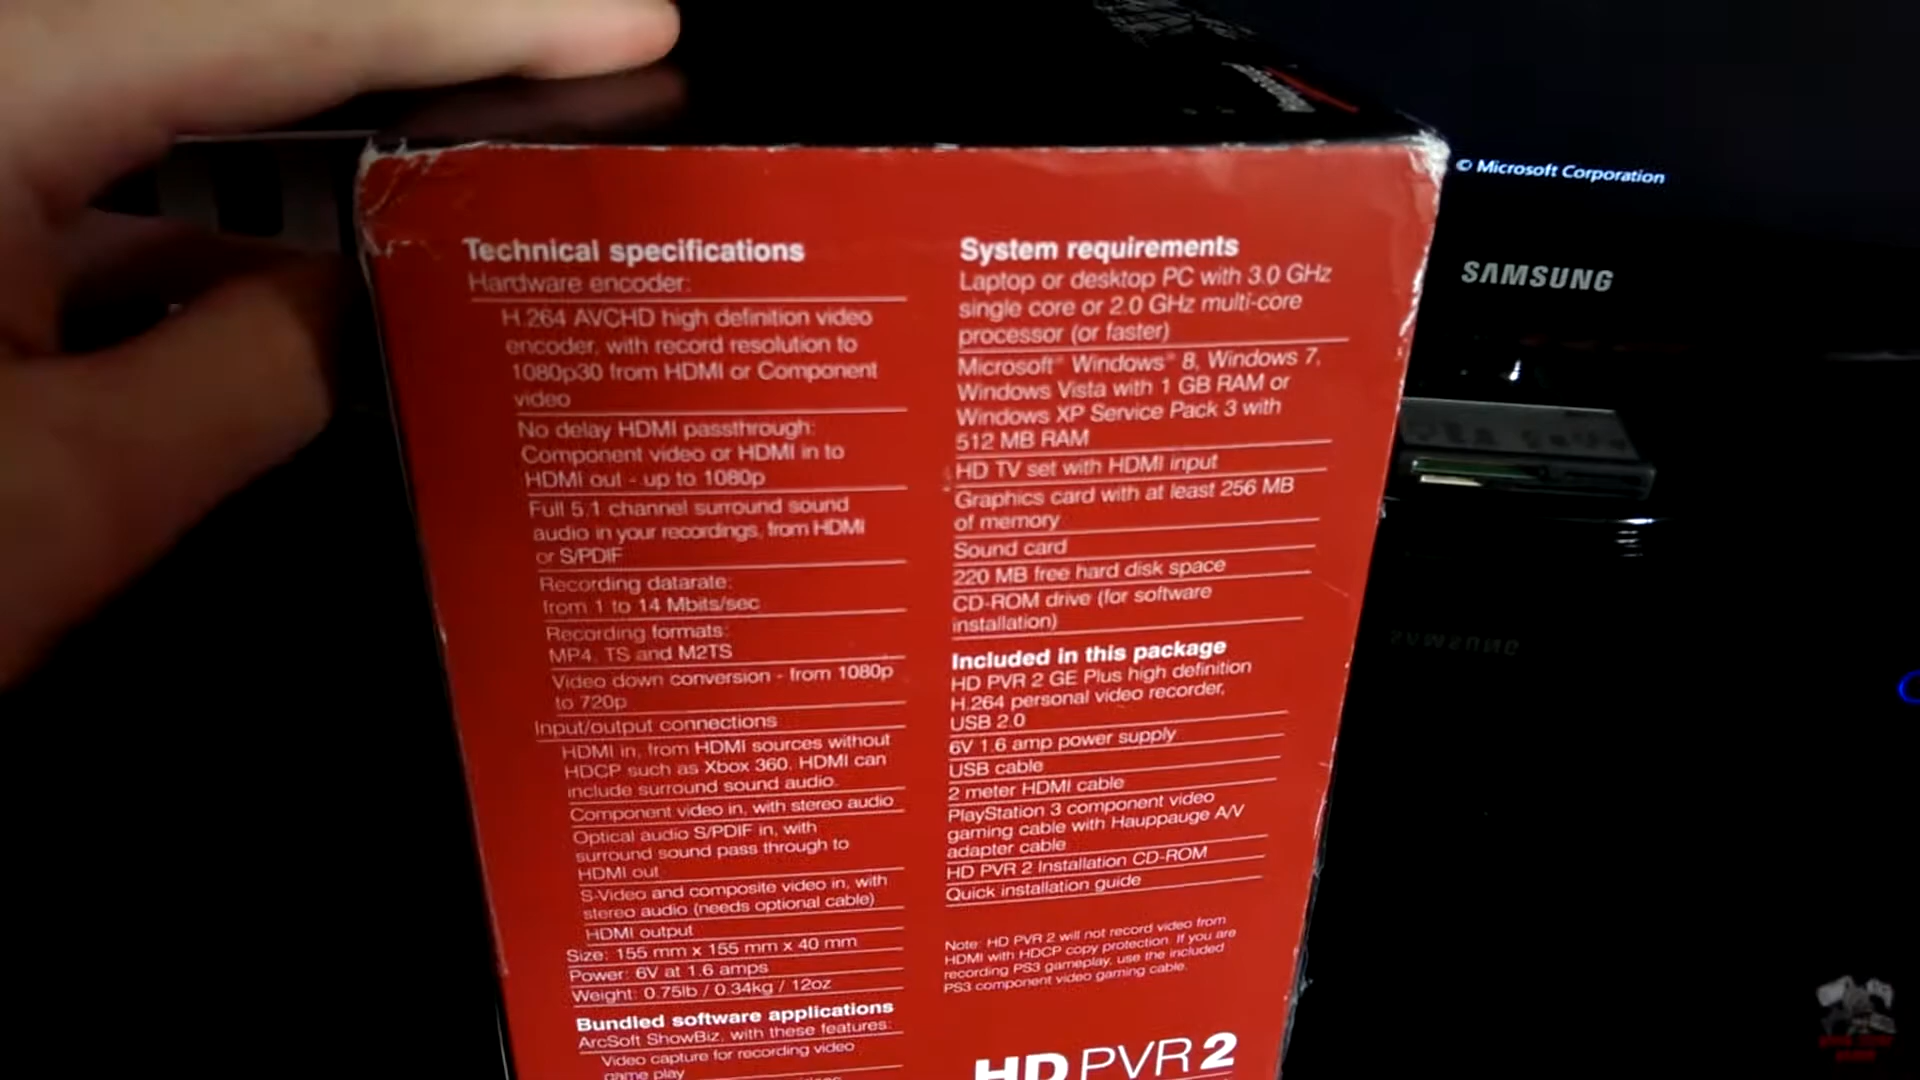 Technical specifications
Hardware encoder:
H.264 AVCHD high definition video
encoder, with record resolution to
1080p30 from HDMI or Component
video
No delay HDMI passthrough:
Component video or HDMI in to
HDMI out - up to 1080p
Full 5.1 channel surround sound
audio in your recordings, from HDMI
or S/PDIF
Recording datarate:
from 1 to 14 Mbits/sec
Recording formats:
MP4, TS and M2TS
Video down conversion - from 1080p
to 720p
Input/output connections
HDMI in, from HDMI sources without
HDCP such as Xbox 360. HDMI can
include surround sound audio.
Component video in, with stereo audio
Optical audio S/PDIF in, with
surround sound pass through to
HDMI out
S-Video and composite video in, with
stereo audio (needs optional cable)
HDMI output
Size: 155 mm x 155 mm x 40 mm
Power: 6V at 1.6 amps
Weight: 0.75lb / 0.34kg / 12oz
Bundled software applications
ArcSoft ShowBiz, with these features:
Video capture for recording video
game play
System requirements
Laptop or desktop PC with 3.0 GHz
single core or 2.0 GHz multi-core
processor (or faster)
Microsoft® Windows® 8, Windows 7,
Windows Vista with 1 GB RAM or
Windows XP Service Pack 3 with
512 MB RAM
HD TV set with HDMI input
Graphics card with at least 256 MB
of memory
Sound card
220 MB free hard disk space
CD-ROM drive (for software
installation)
Included in this package
HD PVR 2 GE Plus high definition
H.264 personal video recorder,
USB 2.0
6V 1.6 amp power supply
USB cable
2 meter HDMI cable
PlayStation 3 component video
gaming cable with Hauppauge A/V
adapter cable
HD PVR 2 Installation CD-ROM
Quick installation guide
Note: HD PVR 2 will not record video from
HDMI with HDCP copy protection. If you are
recording PS3 gameplay, use the included
PS3 component video gaming cable.
HD PVR 2
© Microsoft Corporation
SAMSUNG
SAMSUNG